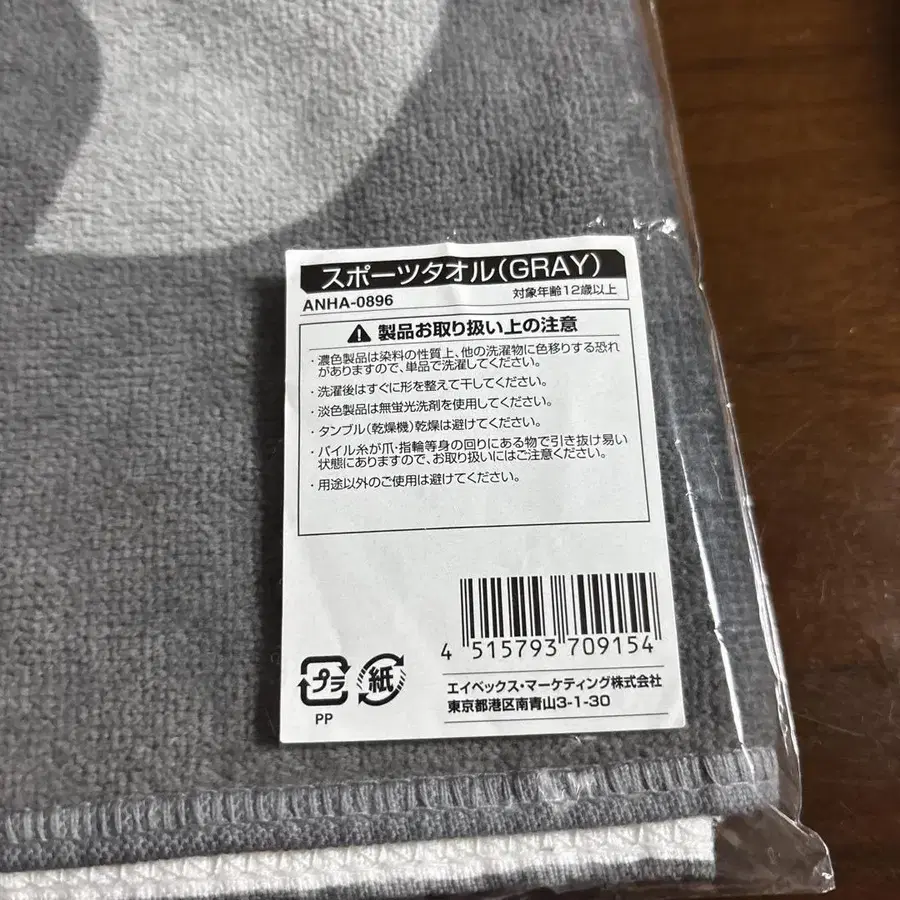 スポーツタオル(GRAY)
ANHA-0896
対象年齢12歳以上
製品お取り扱い上の注意
・濃色製品は染料の性質上、他の洗濯物に色移りする恐れ
がありますので、単品で洗濯してください。
・洗濯後はすぐに形を整えて干してください。
・淡色製品は無蛍光洗剤を使用してください。
・タンブル(乾燥機)乾燥は避けてください。
・パイル糸が爪・指輪等身の回りにある物で引き抜け易い
状態にありますので、お取り扱いにはご注意ください。
・用途以外のご使用は避けてください。
4 515793 709154
プラ
PP
紙
エイベックス・マーケティング株式会社
東京都港区南青山3-1-30